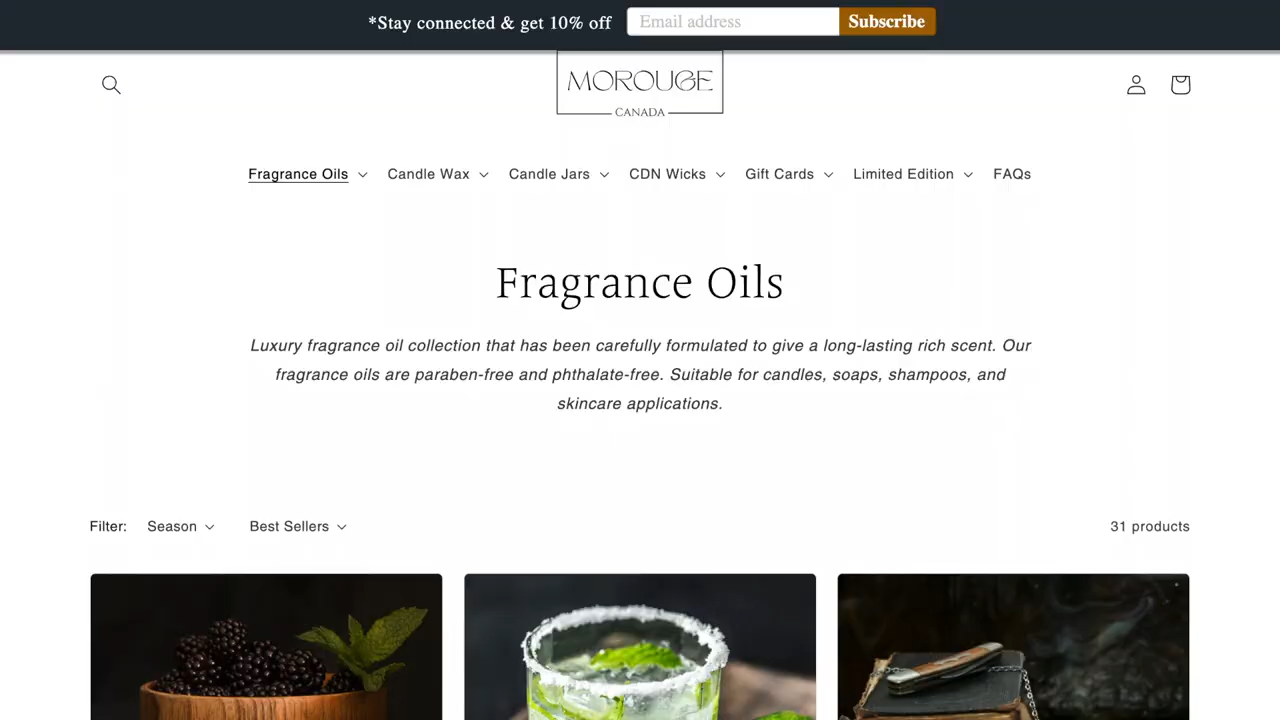 *Stay connected & get 10% off
Email address
Subscribe
MOROUGE
CANADA
Fragrance Oils
Candle Wax
Candle Jars
CDN Wicks
Gift Cards
Limited Edition
FAQs
Fragrance Oils
Luxury fragrance oil collection that has been carefully formulated to give a long-lasting rich scent. Our
fragrance oils are paraben-free and phthalate-free. Suitable for candles, soaps, shampoos, and
skincare applications.
Filter:
Season
Best Sellers
31 products